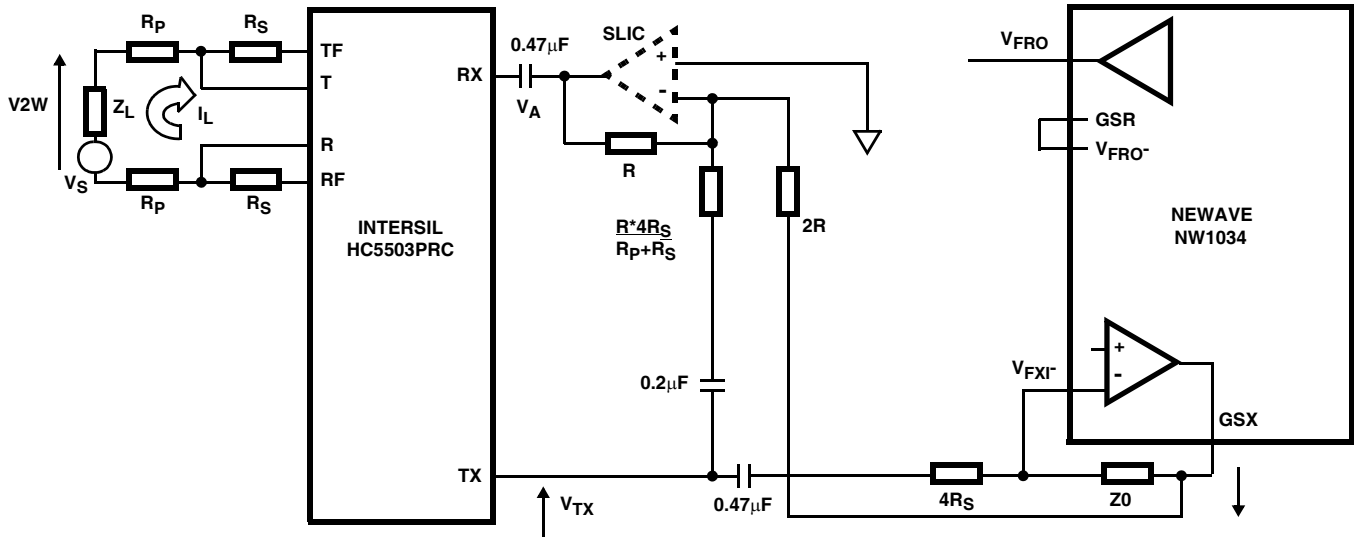 RP
RS
TF
T
V2W
ZL
IL
R
RF
VS
RP
RS
INTERSIL
HC5503PRC
RX
TX
0.47μF
VA
SLIC
+
-
R
R*4RS
RP+RS
2R
0.2μF
VTX
0.47μF
4RS
Z0
VFRO
GSR
VFRO-
NEWAVE
NW1034
VFXI-
+
-
GSX